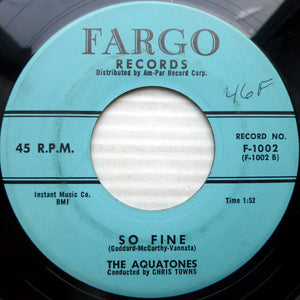 FARGO
RECORDS
Distributed by Am-Par Record Corp.
46F
45 R.P.M.
RECORD NO.
F-1002
(F-1002 B)
Instant Music Co.
BMI
Time 1:52
SO FINE
(Goddard-McCarthy-Vannata)
THE AQUATONES
Conducted by CHRIS TOWNS